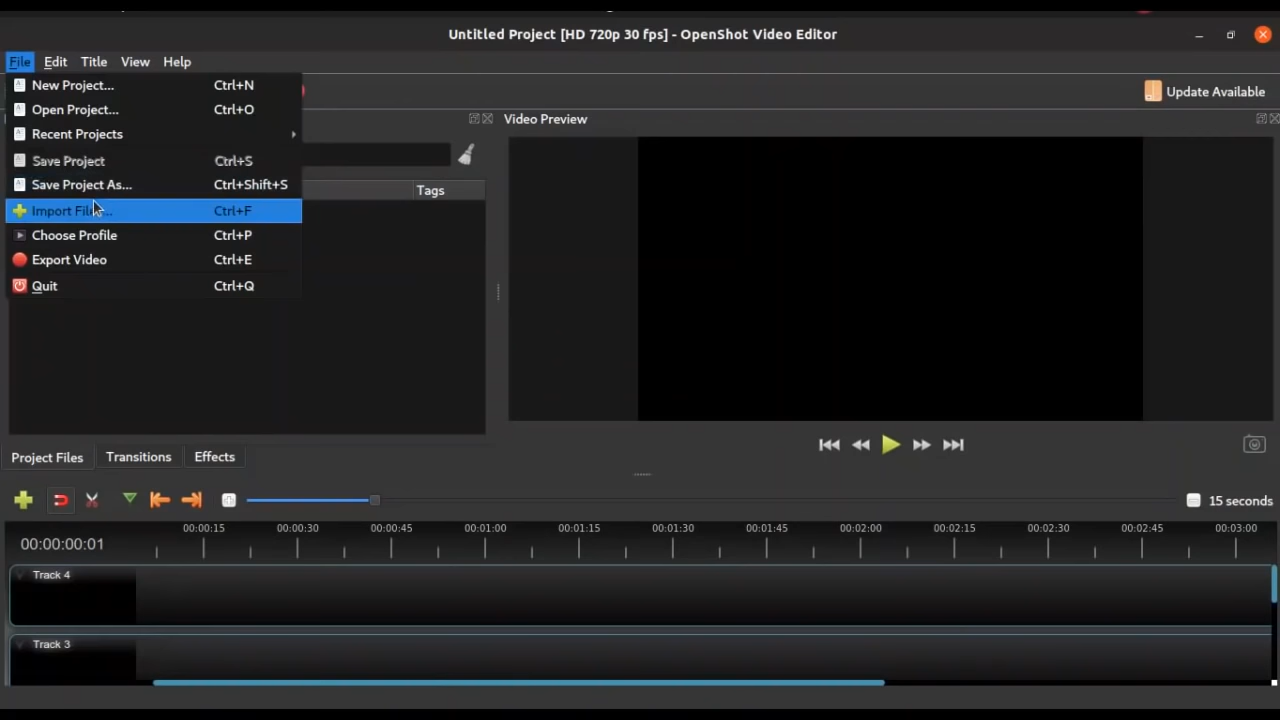 Untitled Project [HD 720p 30 fps] - OpenShot Video Editor
File Edit Title View Help
New Project... Ctrl+N
Open Project... Ctrl+O
Recent Projects
Save Project Ctrl+S
Save Project As... Ctrl+Shift+S
Import Files... Ctrl+F
Choose Profile Ctrl+P
Export Video Ctrl+E
Quit Ctrl+Q
Update Available
Video Preview
Tags
Project Files Transitions Effects
15 seconds
00:00:15 00:00:30 00:00:45 00:01:00 00:01:15 00:01:30 00:01:45 00:02:00 00:02:15 00:02:30 00:02:45 00:03:00
00:00:00:01
Track 4
Track 3